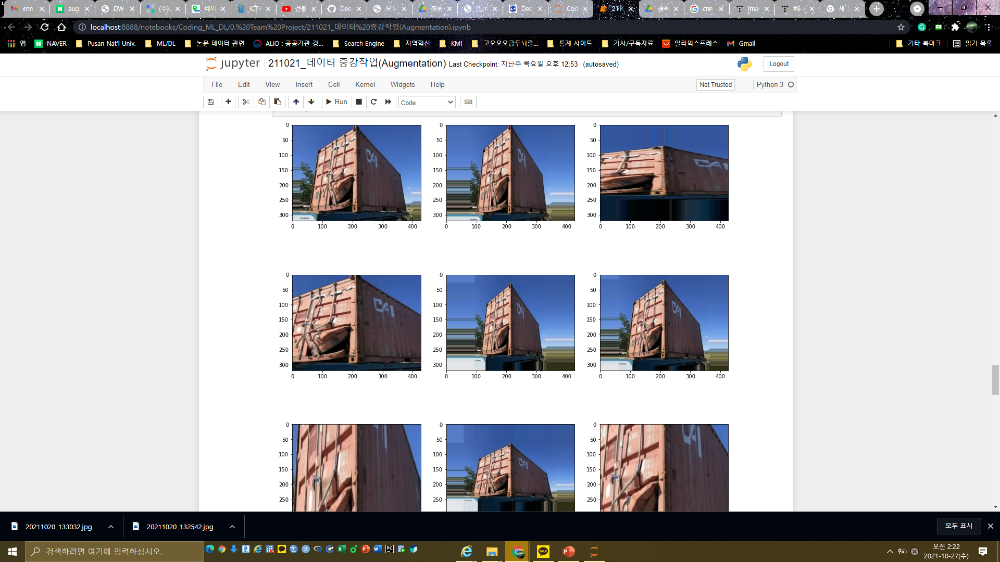 cnn
aug
DW
(주)
네이
ICT
컨볼
Dee
모두
최종
[딥
Dee
Cod
211
검옥
cnn
Ima
#6-
새
localhost:8888/notebooks/Coding_ML_DL/0.%20Team%20Project/211021_데이터%20증강작업(Augmentation).ipynb
앱 NAVER Pusan Nat'l Univ. ML/DL 논문 데이터 관련 ALIO : 공공기관 경... Search Engine 지역혁신 KMI 고오오오급두뇌를... 통계 사이트 기사/구독자료 알리익스프레스 Gmail 기타 북마크 읽기 목록
jupyter 211021_데이터 증강작업(Augmentation) Last Checkpoint: 지난주 목요일 오후 12:53 (autosaved) Logout
File Edit View Insert Cell Kernel Widgets Help Not Trusted Python 3
Run Code
0 50 100 150 200 250 300
0 100 200 300 400
CAI
0 50 100 150 200 250 300
0 100 200 300 400
CAI
0 50 100 150 200 250 300
0 100 200 300 400
CAI
0 50 100 150 200 250 300
0 100 200 300 400
CAI
0 50 100 150 200 250 300
0 100 200 300 400
CAI
0 50 100 150 200 250 300
0 100 200 300 400
CAI
0 50 100 150 200 250
0 50 100 150 200 250
CAI
0 50 100 150 200 250
CAI
20211020_133032.jpg 20211020_132542.jpg 모두 표시
검색하려면 여기에 입력하십시오.
TALK
오전 2:22
2021-10-27(수)